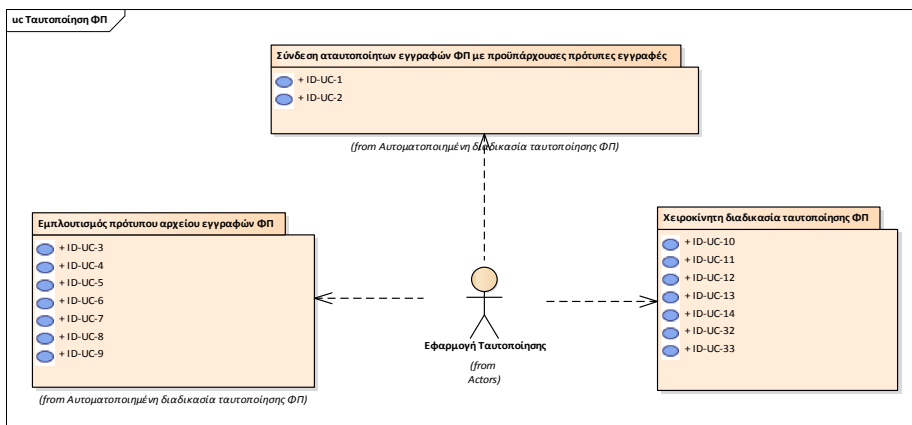 uc Ταυτοποίηση ΦΠ
Σύνδεση αταυτοποίητων εγγραφών ΦΠ με προϋπάρχουσες πρότυπες εγγραφές
+ ID-UC-1
+ ID-UC-2
(from Αυτοματοποιημένη διαδικασία ταυτοποίησης ΦΠ)
Εμπλουτισμός πρότυπου αρχείου εγγραφών ΦΠ
+ ID-UC-3
+ ID-UC-4
+ ID-UC-5
+ ID-UC-6
+ ID-UC-7
+ ID-UC-8
+ ID-UC-9
(from Αυτοματοποιημένη διαδικασία ταυτοποίησης ΦΠ)
Εφαρμογή Ταυτοποίησης
(from
Actors)
Χειροκίνητη διαδικασία ταυτοποίησης ΦΠ
+ ID-UC-10
+ ID-UC-11
+ ID-UC-12
+ ID-UC-13
+ ID-UC-14
+ ID-UC-32
+ ID-UC-33